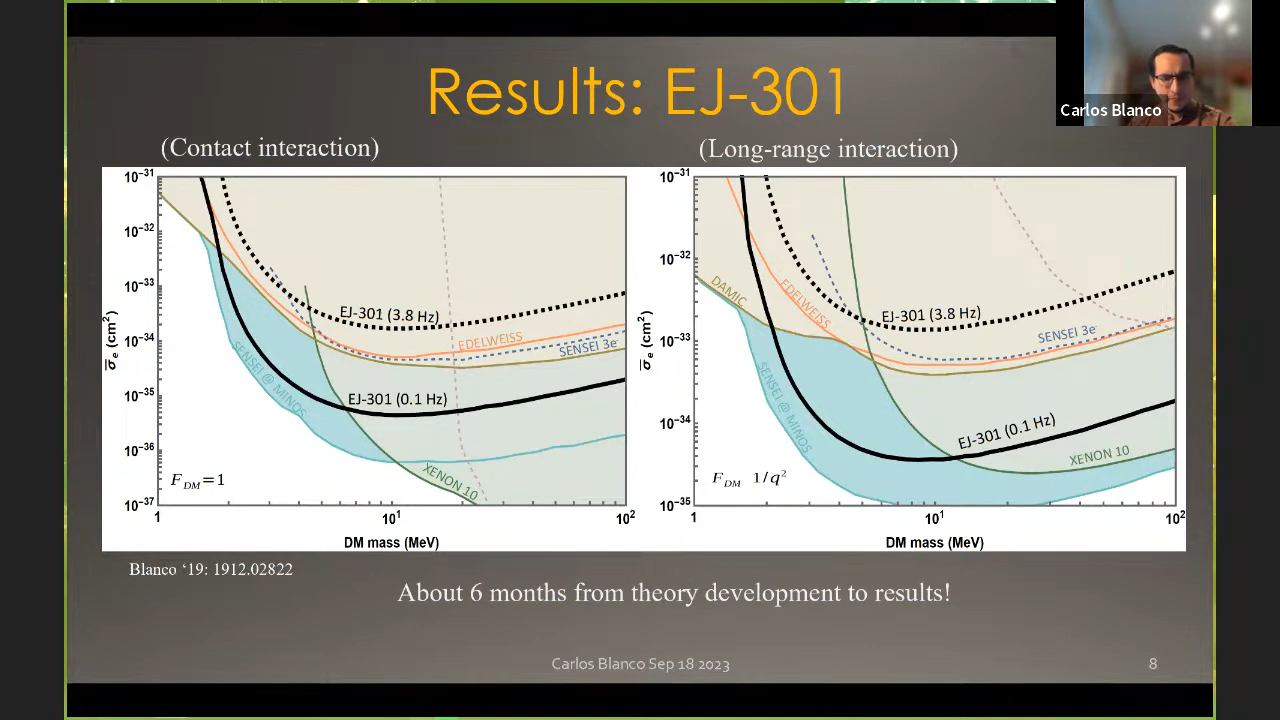 Results: EJ-301
Carlos Blanco
(Contact interaction)
(Long-range interaction)
10⁻³¹
10⁻³²
10⁻³³
10⁻³⁴
10⁻³⁵
10⁻³⁶
10⁻³⁷
σ̅e (cm²)
EJ-301 (3.8 Hz)
EDELWEISS
SENSEI 3e⁻
SENSEI @ MINOS
EJ-301 (0.1 Hz)
XENON 10
F_DM=1
1
10¹
10²
DM mass (MeV)
10⁻³¹
10⁻³²
10⁻³³
10⁻³⁴
10⁻³⁵
σ̅e (cm²)
DAMIC
EDELWEISS
EJ-301 (3.8 Hz)
SENSEI 3e⁻
SENSEI @ MINOS
EJ-301 (0.1 Hz)
XENON 10
F_DM 1/q²
1
10¹
10²
DM mass (MeV)
Blanco ‘19: 1912.02822
About 6 months from theory development to results!
Carlos Blanco Sep 18 2023
8